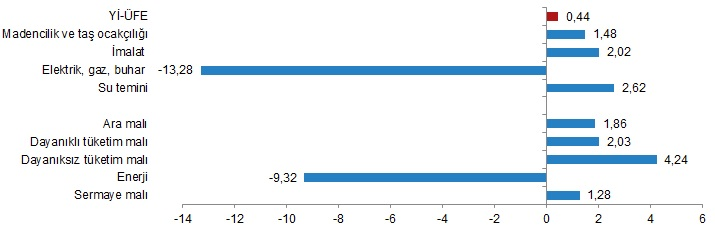 Yİ-ÜFE 0,44
Madencilik ve taş ocakçılığı 1,48
İmalat 2,02
Elektrik, gaz, buhar -13,28
Su temini 2,62
Ara malı 1,86
Dayanıklı tüketim malı 2,03
Dayanıksız tüketim malı 4,24
Enerji -9,32
Sermaye malı 1,28
-14 -12 -10 -8 -6 -4 -2 0 2 4 6